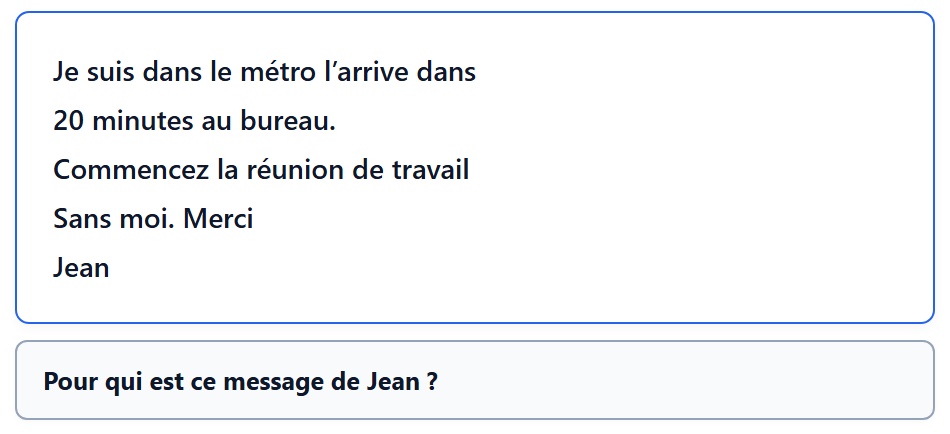 Je suis dans le métro l’arrive dans
20 minutes au bureau.
Commencez la réunion de travail
Sans moi. Merci
Jean
Pour qui est ce message de Jean ?